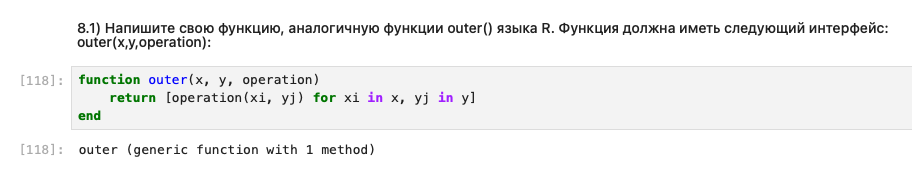 8.1) Напишите свою функцию, аналогичную функции outer() языка R. Функция должна иметь следующий интерфейс:
outer(x,y,operation):
[118]: function outer(x, y, operation)
    return [operation(xi, yj) for xi in x, yj in y]
end
[118]: outer (generic function with 1 method)